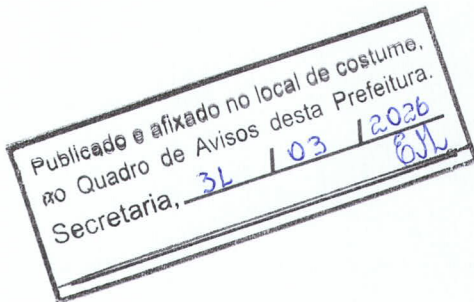 Publicado e afixado no local de costume,
no Quadro de Avisos desta Prefeitura.
Secretaria, 31 / 03 / 2026